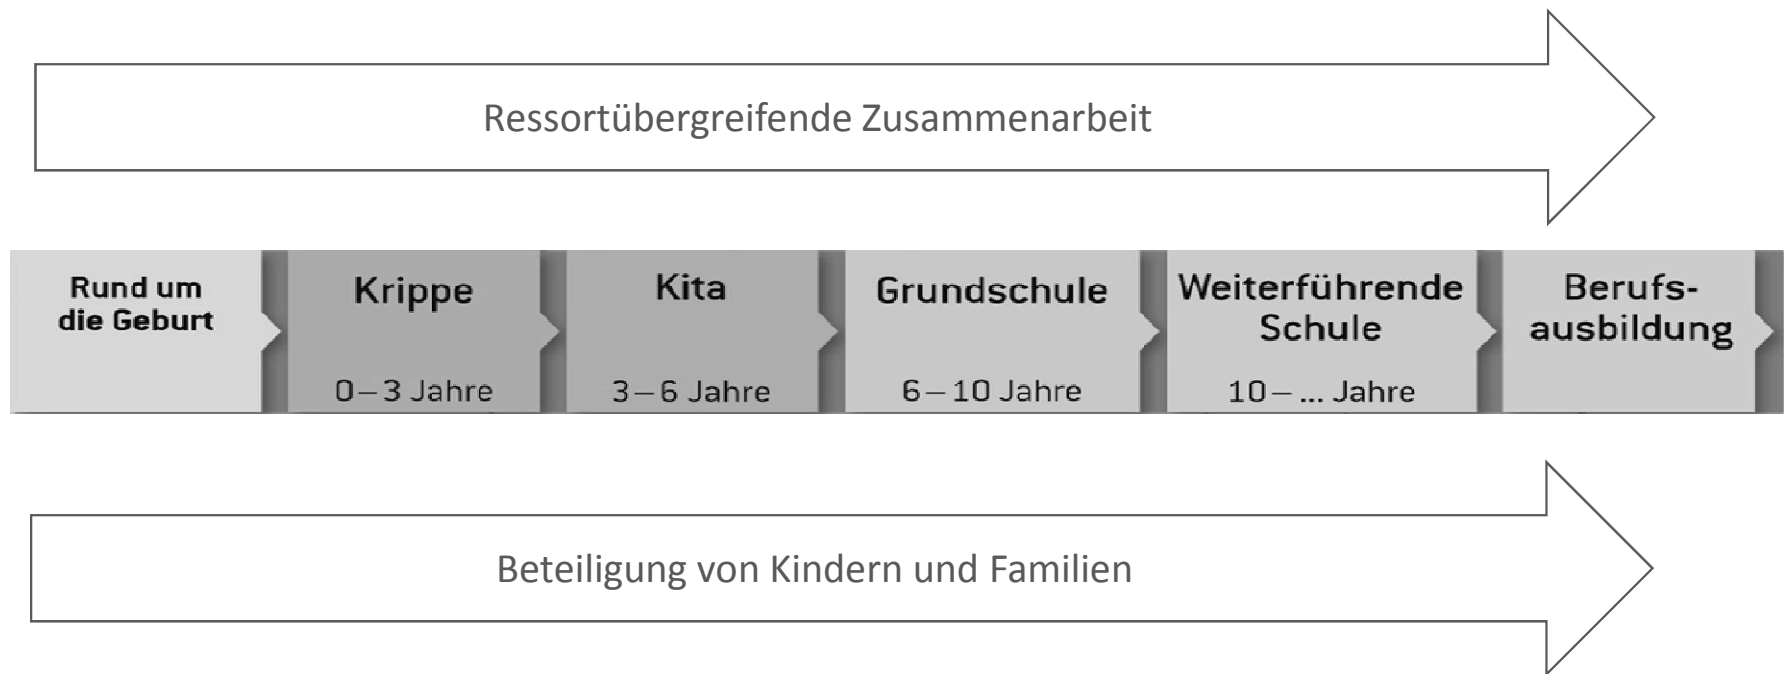 Ressortübergreifende Zusammenarbeit
Rund um
die Geburt
Krippe
0–3 Jahre
Kita
3–6 Jahre
Grundschule
6–10 Jahre
Weiterführende
Schule
10–... Jahre
Berufs-
ausbildung
Beteiligung von Kindern und Familien